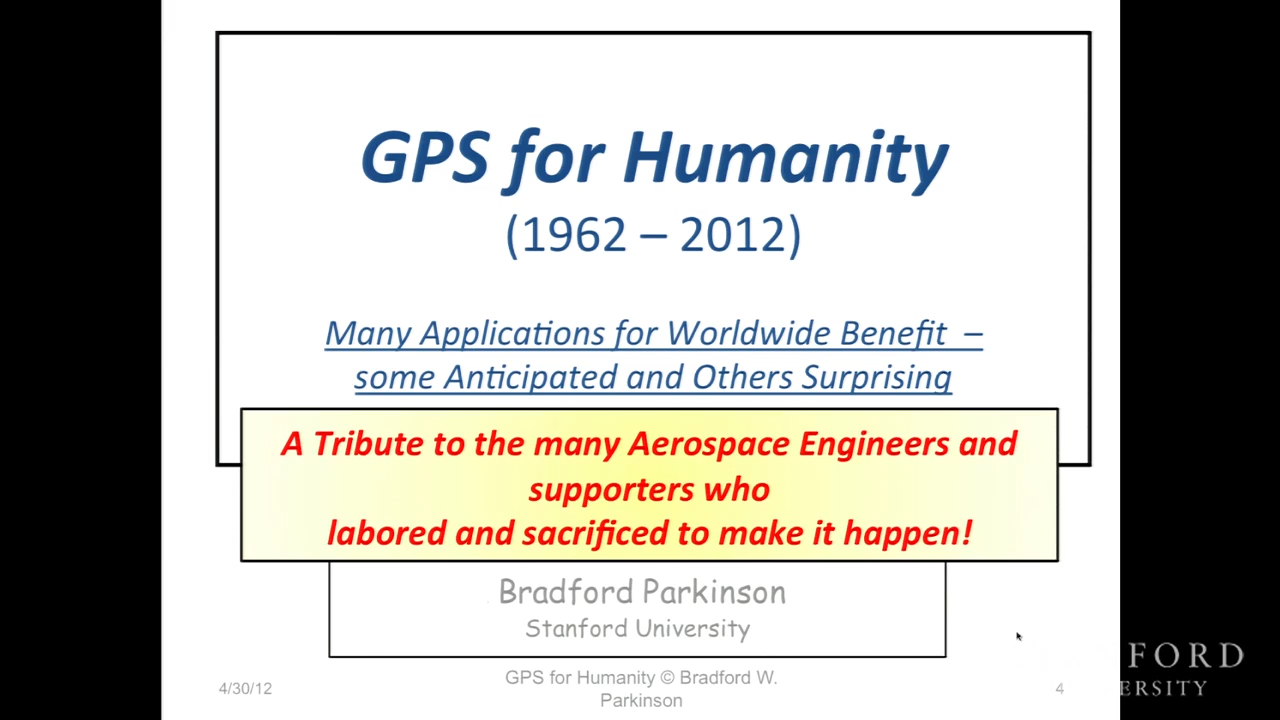 GPS for Humanity
(1962 – 2012)
Many Applications for Worldwide Benefit –
some Anticipated and Others Surprising
A Tribute to the many Aerospace Engineers and
supporters who
labored and sacrificed to make it happen!
Bradford Parkinson
Stanford University
4/30/12
GPS for Humanity © Bradford W.
Parkinson
4
FORD
ERSITY